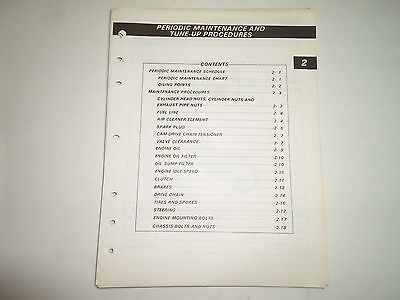 PERIODIC MAINTENANCE AND
TUNE-UP PROCEDURES
2
CONTENTS
PERIODIC MAINTENANCE SCHEDULE 2- 1
PERIODIC MAINTENANCE CHART 2- 1
OILING POINTS 2- 2
MAINTENANCE PROCEDURES 2- 3
CYLINDER HEAD NUTS, CYLINDER NUTS AND
EXHAUST PIPE NUTS 2- 3
FUEL LINE 2- 4
AIR CLEANER ELEMENT 2- 4
SPARK PLUG 2- 6
CAM DRIVE CHAIN TENSIONER 2- 7
VALVE CLEARANCE 2- 7
ENGINE OIL 2- 9
ENGINE OIL FILTER 2-10
OIL SUMP FILTER 2-10
ENGINE IDLE SPEED 2-11
CLUTCH 2-11
BRAKES 2-13
DRIVE CHAIN 2-14
TIRES AND SPOKES 2-16
STEERING 2-17
ENGINE MOUNTING BOLTS 2-17
CHASSIS BOLTS AND NUTS 2-18